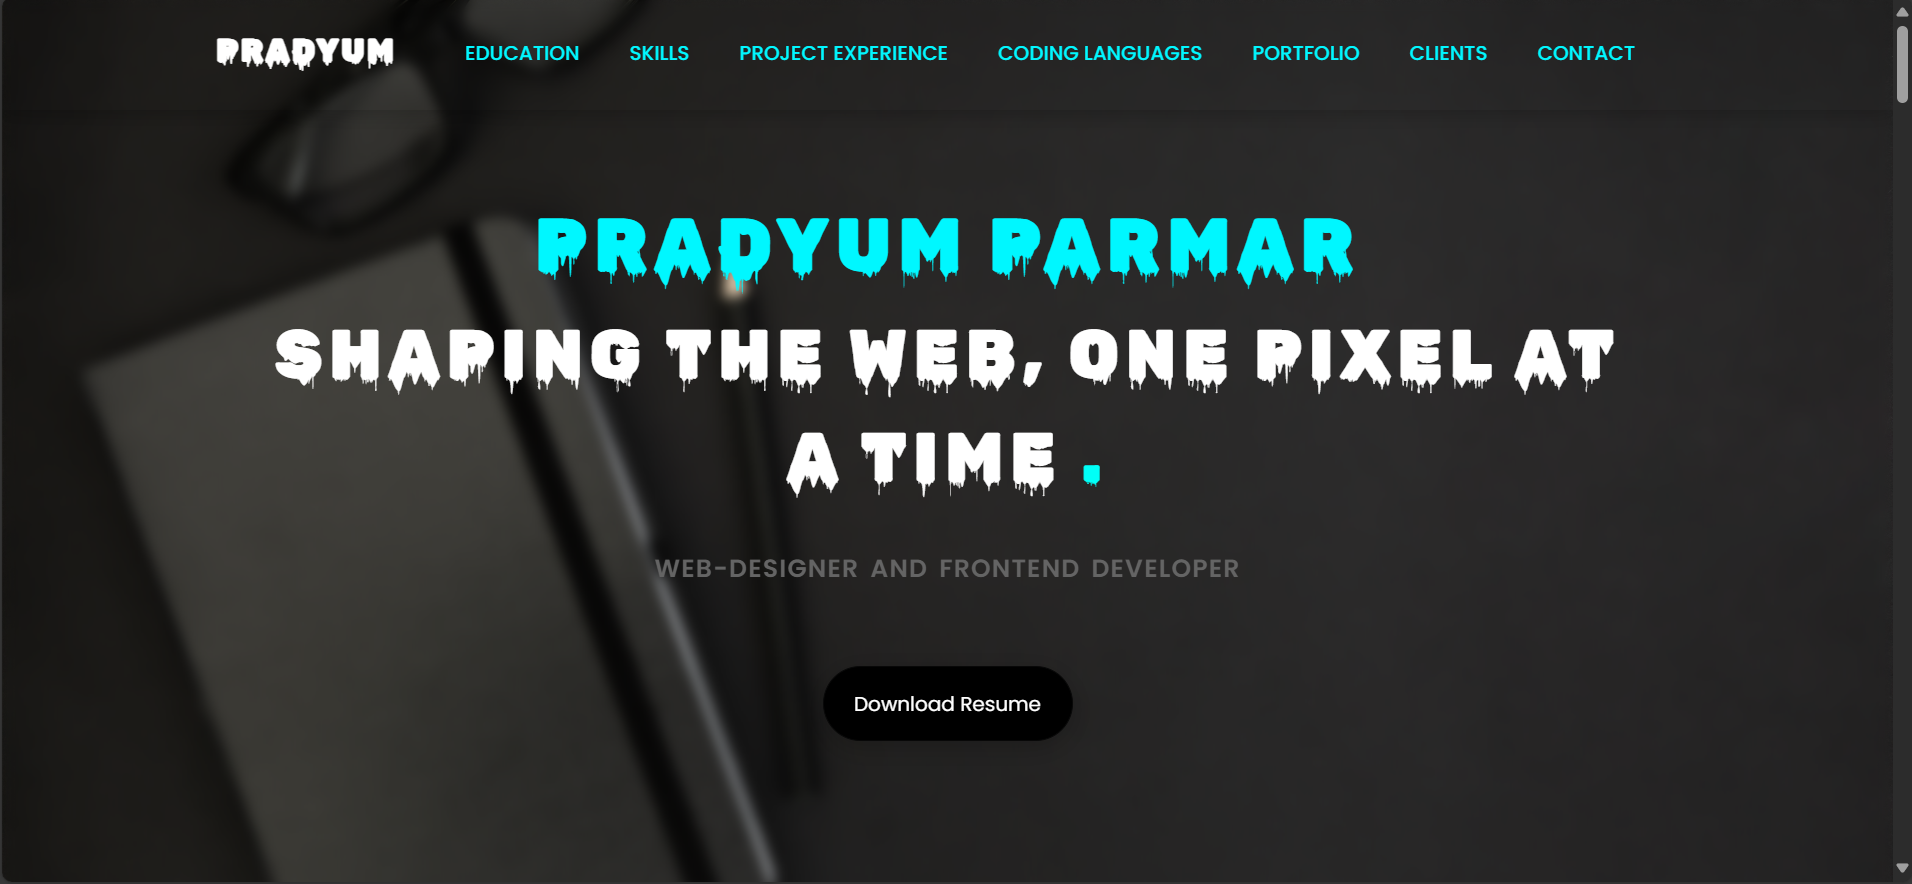 PRADYUM EDUCATION SKILLS PROJECT EXPERIENCE CODING LANGUAGES PORTFOLIO CLIENTS CONTACT
PRADYUM PARMAR
SHAPING THE WEB, ONE PIXEL AT
A TIME .
WEB-DESIGNER AND FRONTEND DEVELOPER
Download Resume